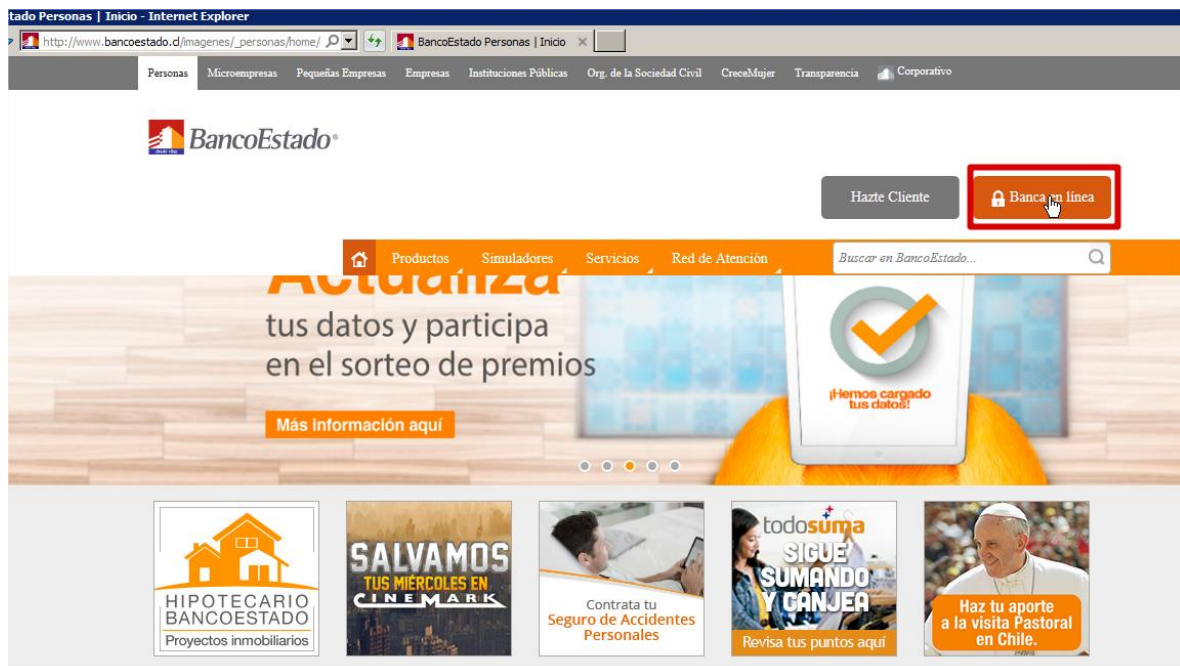 tado Personas | Inicio - Internet Explorer
http://www.bancoestado.cl/imagenes/_personas/home/
BancoEstado Personas | Inicio
Personas Microempresas Pequeñas Empresas Empresas Instituciones Públicas Org. de la Sociedad Civil CreceMujer Transparencia Corporativo
BancoEstado®
Hazte Cliente
Banca en línea
Productos Simuladores Servicios Red de Atención
Buscar en BancoEstado...
Actualiza
tus datos y participa
en el sorteo de premios
Más información aquí
¡Hemos cargado
tus datos!
HIPOTECARIO
BANCOESTADO
Proyectos inmobiliarios
SALVAMOS
TUS MIÉRCOLES EN
CINEMARK
Contrata tu
Seguro de Accidentes
Personales
todosuma
SIGUE
SUMANDO
Y CANJEA
Revisa tus puntos aquí
Haz tu aporte
a la visita Pastoral
en Chile.